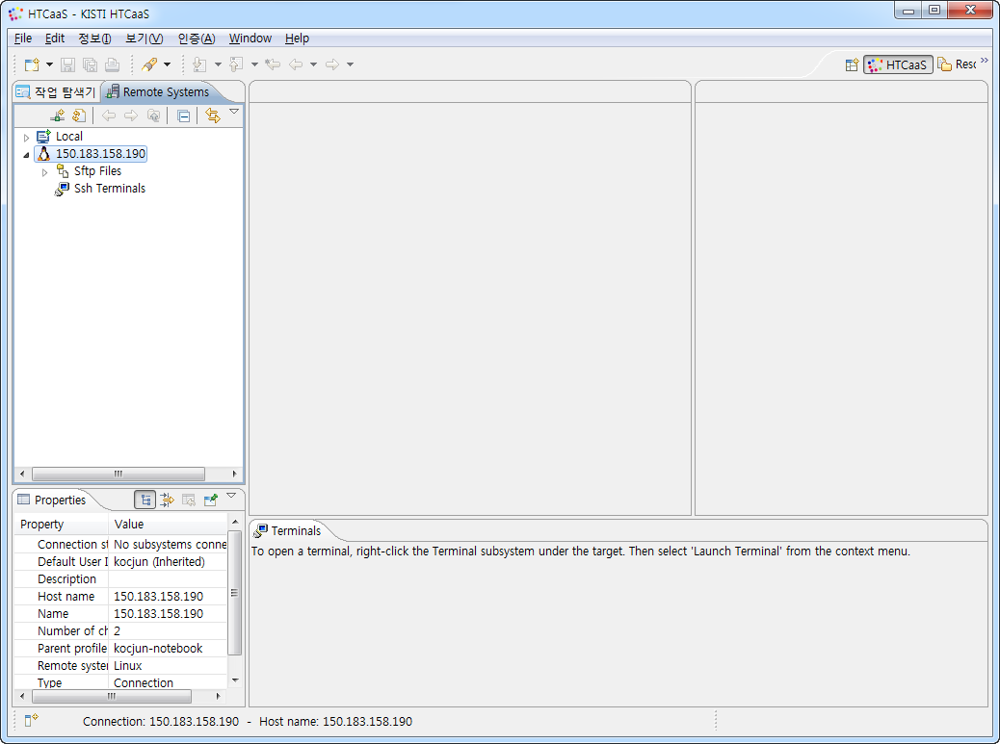 HTCaaS - KISTI HTCaaS
File Edit 정보(I) 보기(V) 인증(A) Window Help
HTCaaS Resc »
작업 탐색기 Remote Systems
Local
150.183.158.190
Sftp Files
Ssh Terminals
Properties
Property Value
Connection st No subsystems conne
Default User I kocjun (Inherited)
Description
Host name 150.183.158.190
Name 150.183.158.190
Number of ch 2
Parent profile kocjun-notebook
Remote syster Linux
Type Connection
Terminals
To open a terminal, right-click the Terminal subsystem under the target. Then select 'Launch Terminal' from the context menu.
Connection: 150.183.158.190 - Host name: 150.183.158.190